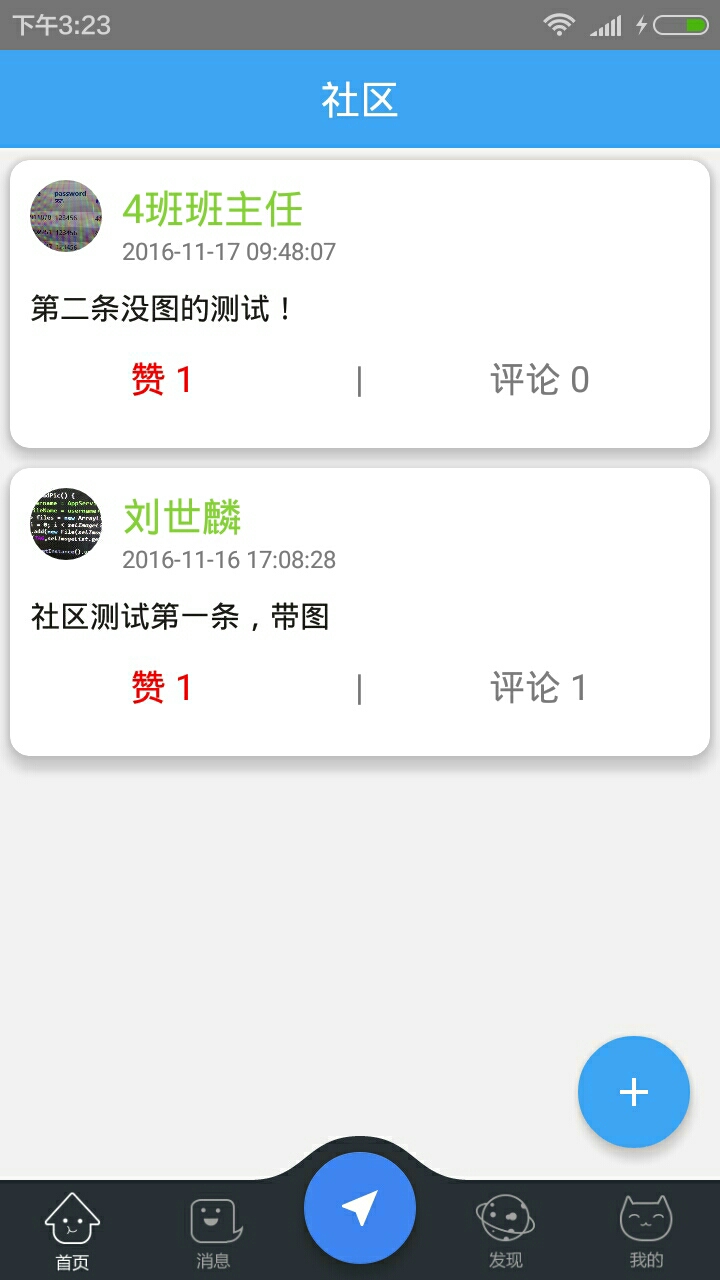 下午3:23
社区
password
4班班主任
2016-11-17 09:48:07
第二条没图的测试！
赞 1 | 评论 0
刘世麟
2016-11-16 17:08:28
社区测试第一条，带图
赞 1 | 评论 1
首页 消息 发现 我的